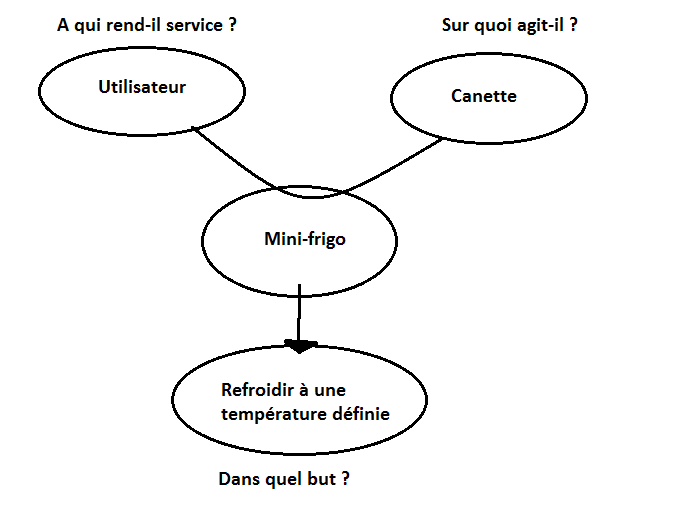 A qui rend-il service ?
Sur quoi agit-il ?
Utilisateur
Canette
Mini-frigo
Refroidir à une
température définie
Dans quel but ?